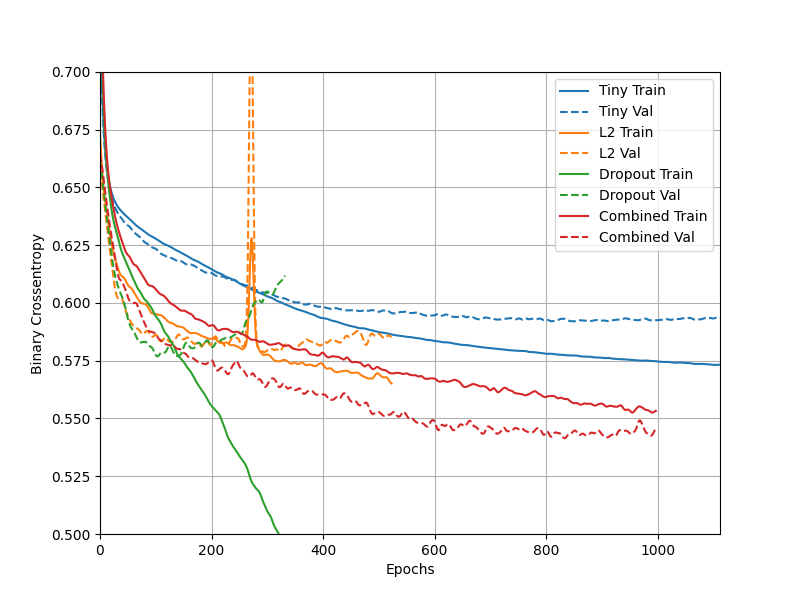 0.700
0.675
0.650
0.625
0.600
0.575
0.550
0.525
0.500
Binary Crossentropy
0
200
400
600
800
1000
Epochs
Tiny Train
Tiny Val
L2 Train
L2 Val
Dropout Train
Dropout Val
Combined Train
Combined Val